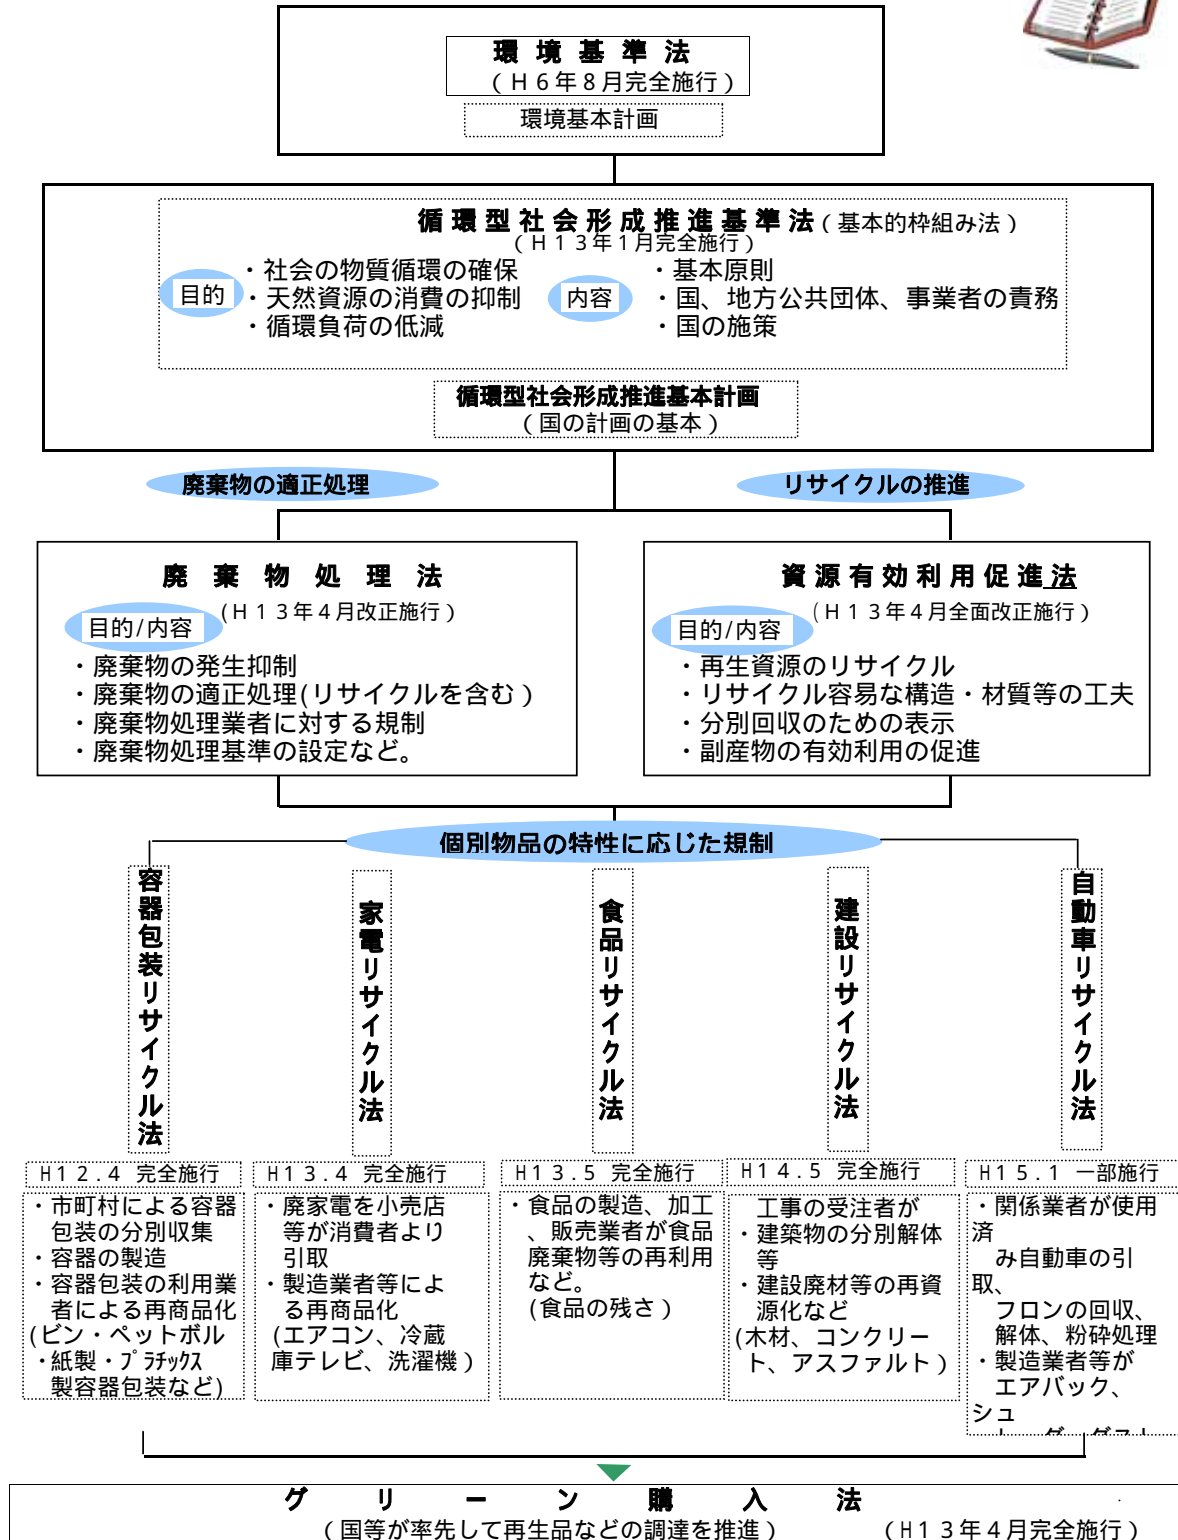 環境基準法
(H6年8月完全施行)
環境基本計画
循環型社会形成推進基準法(基本的枠組み法)
(H13年1月完全施行)
目的
・社会の物質循環の確保
・天然資源の消費の抑制
・循環負荷の低減
内容
・基本原則
・国、地方公共団体、事業者の責務
・国の施策
循環型社会形成推進基本計画
(国の計画の基本)
廃棄物の適正処理
リサイクルの推進
廃棄物処理法
(H13年4月改正施行)
目的/内容
・廃棄物の発生抑制
・廃棄物の適正処理(リサイクルを含む)
・廃棄物処理業者に対する規制
・廃棄物処理基準の設定など。
資源有効利用促進法
(H13年4月全面改正施行)
目的/内容
・再生資源のリサイクル
・リサイクル容易な構造・材質等の工夫
・分別回収のための表示
・副産物の有効利用の促進
個別物品の特性に応じた規制
容器包装リサイクル法
H12.4 完全施行
・市町村による容器
包装の分別収集
・容器の製造
・容器包装の利用業
者による再商品化
(ビン・ペットボル
・紙製・プラチックス
製容器包装など)
家電リサイクル法
H13.4 完全施行
・廃家電を小売店
等が消費者より
引取
・製造業者等によ
る再商品化
(エアコン、冷蔵
庫テレビ、洗濯機)
食品リサイクル法
H13.5 完全施行
・食品の製造、加工
、販売業者が食品
廃棄物等の再利用
など。
(食品の残さ)
建設リサイクル法
H14.5 完全施行
工事の受注者が
・建築物の分別解体
等
・建設廃材等の再資
源化など
(木材、コンクリー
ト、アスファルト)
自動車リサイクル法
H15.1 一部施行
・関係業者が使用
済
み自動車の引
取、
フロンの回収、
解体、粉砕処理
・製造業者等が
エアバック、
シュ
グリーン購入法
(国等が率先して再生品などの調達を推進)
(H13年4月完全施行)